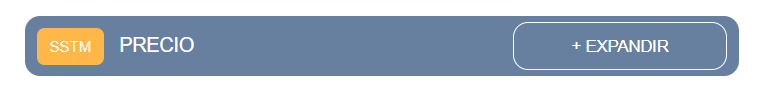 SSTM PRECIO + EXPANDIR